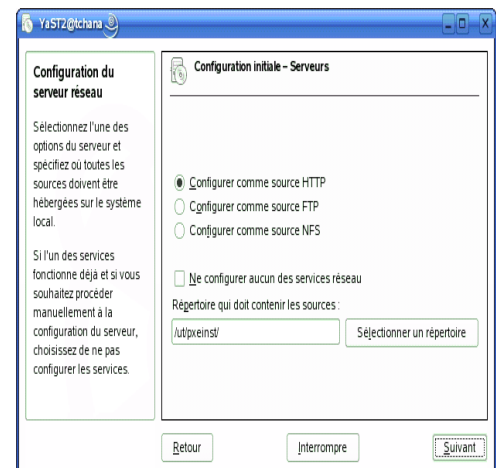 YaST2@tchana
Configuration du
serveur réseau
Sélectionnez l'une des
options du serveur et
spécifiez où toutes les
sources doivent être
hébergées sur le système
local.
Si l'un des services
fonctionne déjà et si vous
souhaitez procéder
manuellement à la
configuration du serveur,
choisissez de ne pas
configurer les services.
Configuration initiale – Serveurs
Configurer comme source HTTP
Configurer comme source FTP
Configurer comme source NFS
Ne configurer aucun des services réseau
Répertoire qui doit contenir les sources :
/ut/pxeinst/
Sélectionner un répertoire
Retour
Interrompre
Suivant